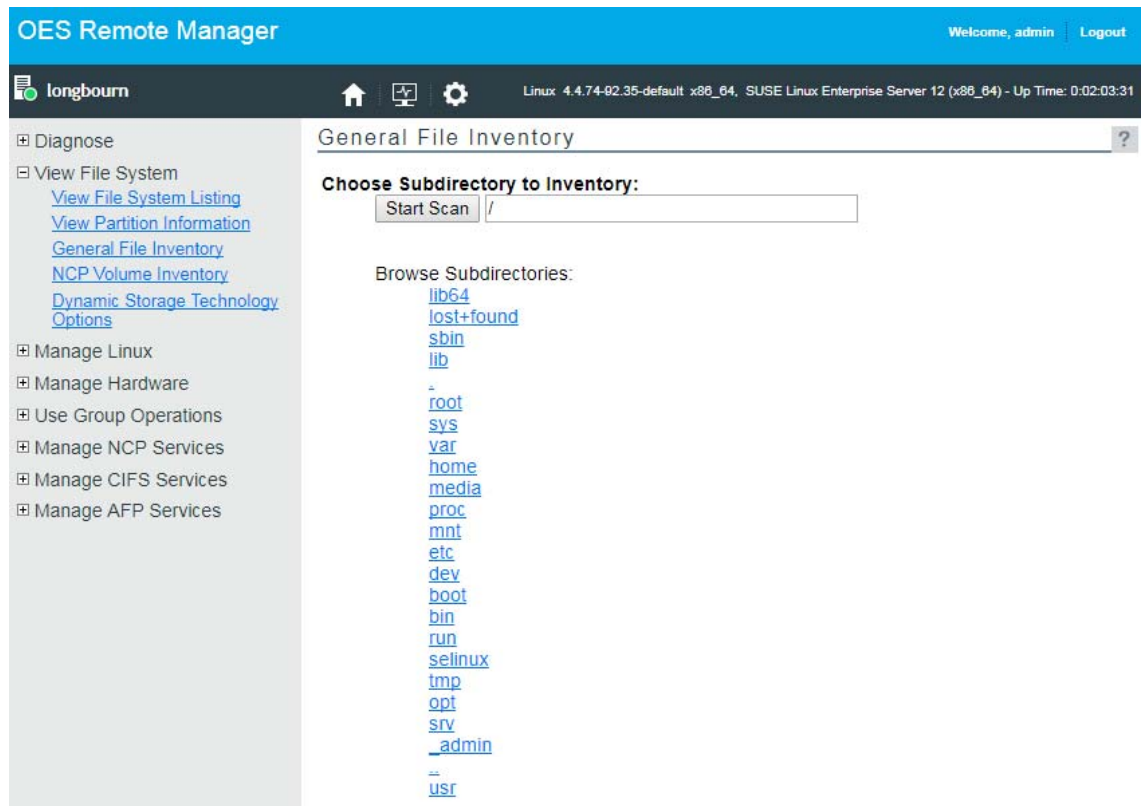 OES Remote Manager
Welcome, admin Logout
longbourn
Linux 4.4.74-92.35-default x86_64, SUSE Linux Enterprise Server 12 (x86_64) - Up Time: 0:02:03:31
Diagnose
View File System
View File System Listing
View Partition Information
General File Inventory
NCP Volume Inventory
Dynamic Storage Technology
Options
Manage Linux
Manage Hardware
Use Group Operations
Manage NCP Services
Manage CIFS Services
Manage AFP Services
General File Inventory
?
Choose Subdirectory to Inventory:
Start Scan /
Browse Subdirectories:
lib64
lost+found
sbin
lib
.
root
sys
var
home
media
proc
mnt
etc
dev
boot
bin
run
selinux
tmp
opt
srv
_admin
..
usr